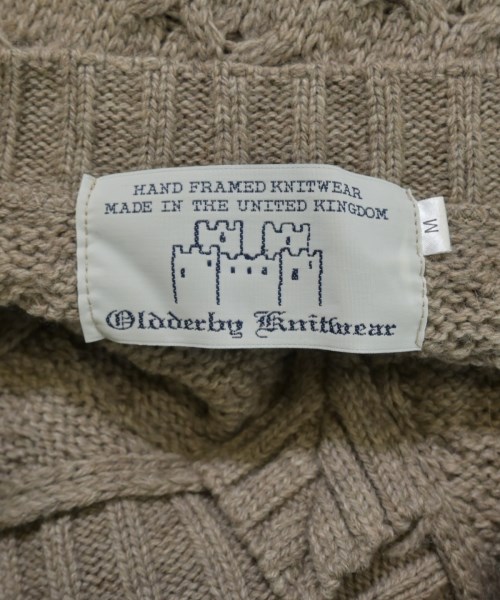 HAND FRAMED KNITWEAR
MADE IN THE UNITED KINGDOM
Oldderby Knitwear
M